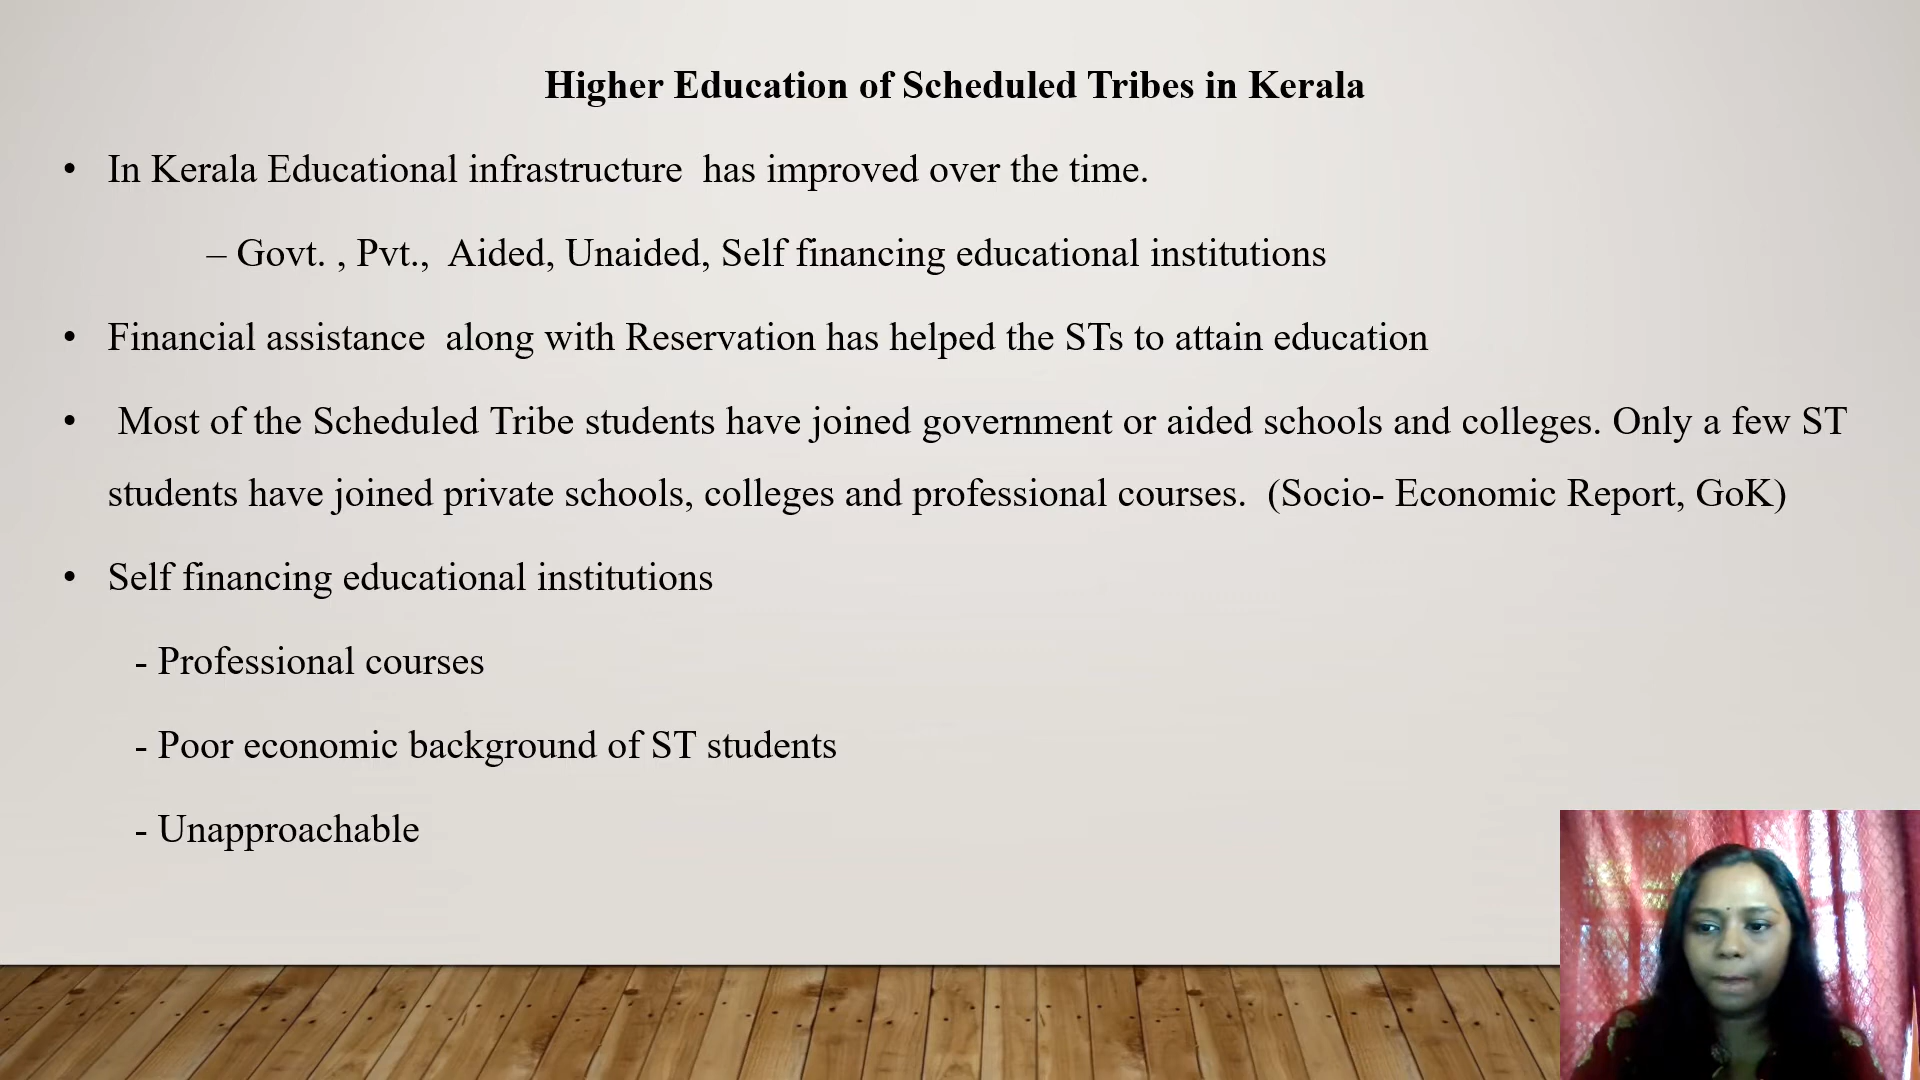 Higher Education of Scheduled Tribes in Kerala
• In Kerala Educational infrastructure  has improved over the time.
– Govt. , Pvt.,  Aided, Unaided, Self financing educational institutions
• Financial assistance  along with Reservation has helped the STs to attain education
•  Most of the Scheduled Tribe students have joined government or aided schools and colleges. Only a few ST
students have joined private schools, colleges and professional courses.  (Socio- Economic Report, GoK)
• Self financing educational institutions
- Professional courses
- Poor economic background of ST students
- Unapproachable